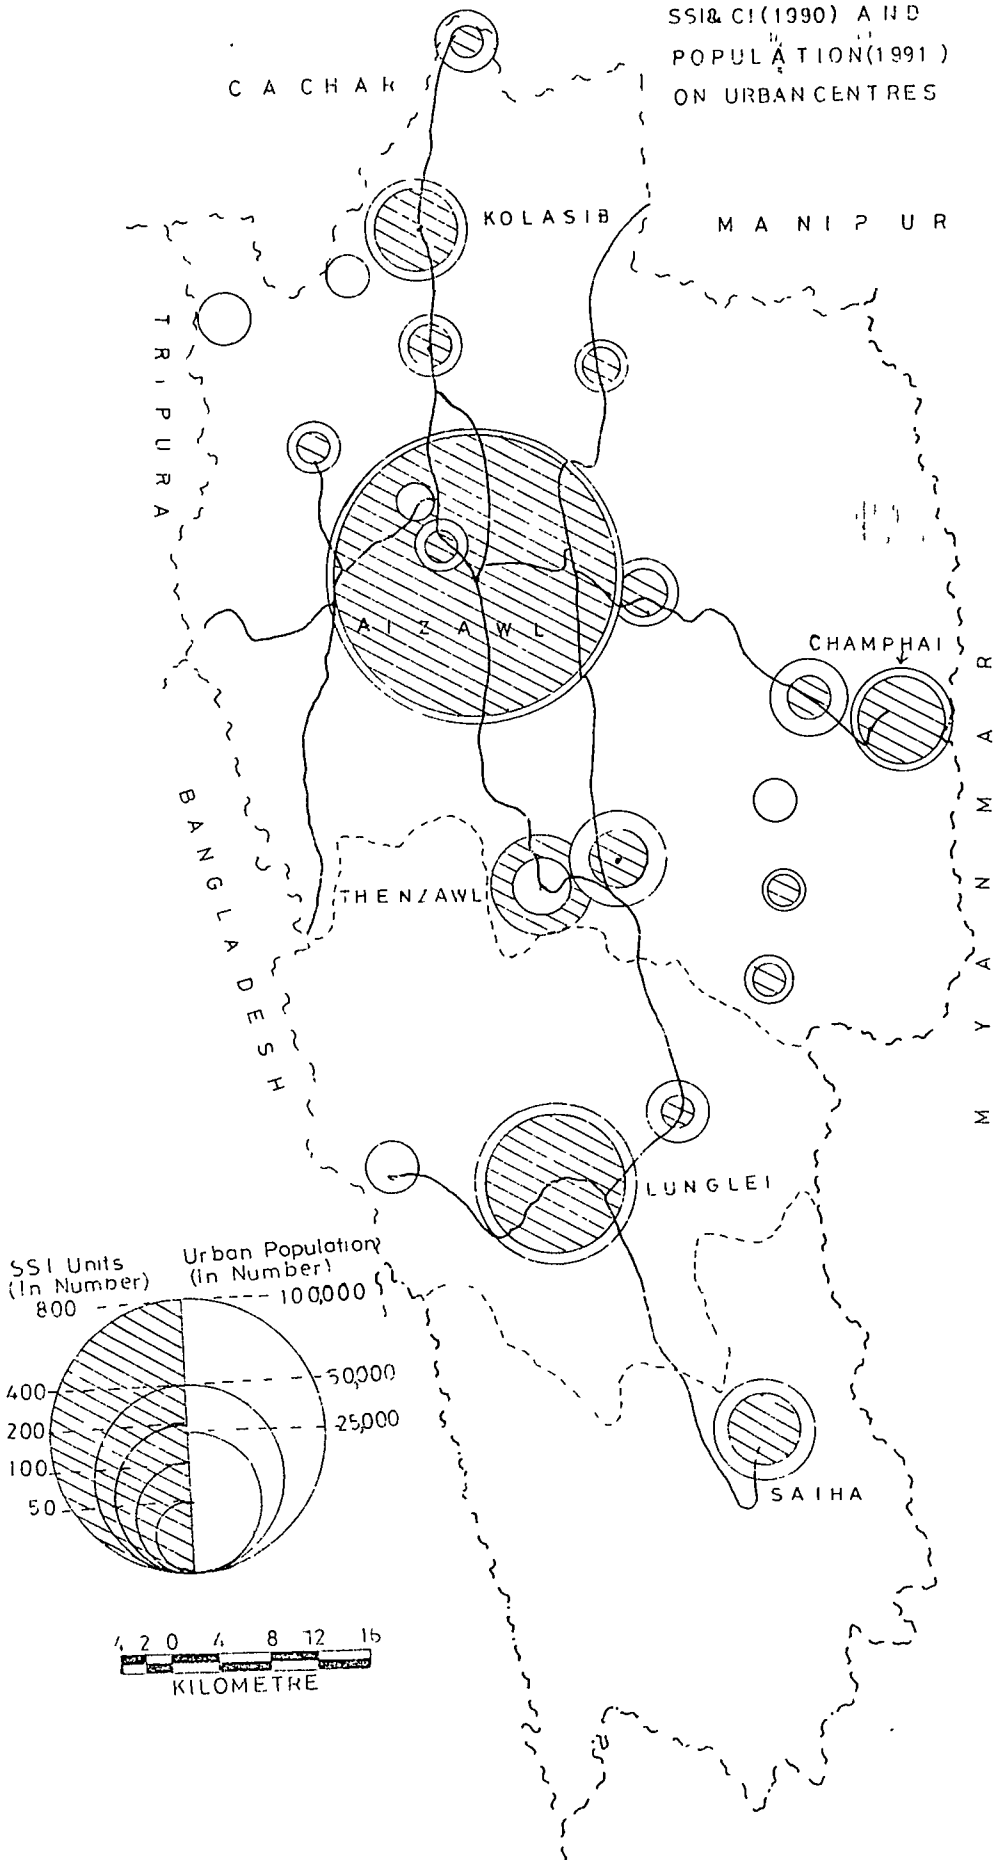 SSI& CI(1990) AND
POPULATION(1991)
ON URBAN CENTRES
CACHAR
KOLASIB
MANIPUR
TRIPURA
AIZAWL
CHAMPHAI
MYANMAR
BANGLADESH
THENZAWL
LUNGLEI
SSI Units
(In Number)
Urban Population
(In Number)
800
100,000
400
50,000
200
25,000
100
50
SAIHA
4 2 0 4 8 12 16
KILOMETRE